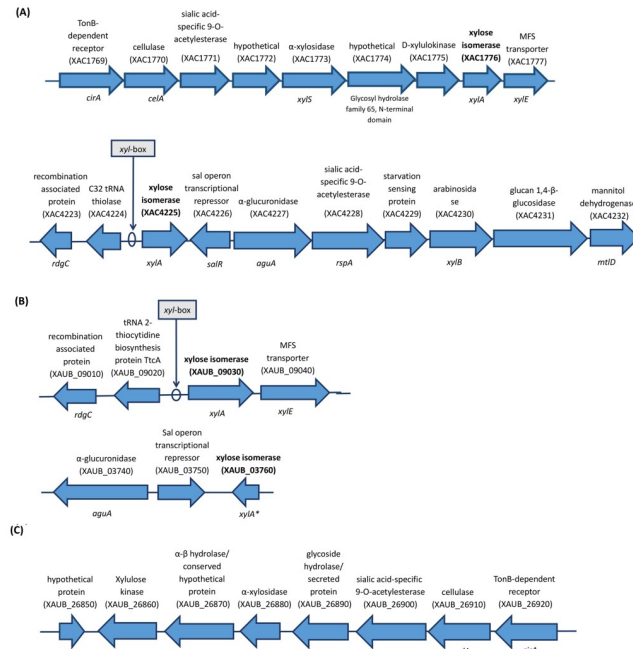 (A)
TonB-
dependent
receptor
(XAC1769)
cirA
cellulase
(XAC1770)
celA
sialic acid-
specific 9-O-
acetylesterase
(XAC1771)
hypothetical
(XAC1772)
α-xylosidase
(XAC1773)
xylS
hypothetical
(XAC1774)
Glycosyl hydrolase
family 65, N-terminal
domain
D-xylulokinase
(XAC1775)
xylose
isomerase
(XAC1776)
xylA
MFS
transporter
(XAC1777)
xylE
xyl-box
recombination
associated
protein
(XAC4223)
rdgC
C32 tRNA
thiolase
(XAC4224)
xylose
isomerase
(XAC4225)
xylA
sal operon
transcriptional
repressor
(XAC4226)
salR
α-glucuronidase
(XAC4227)
aguA
sialic acid-
specific 9-O-
acetylesterase
(XAC4228)
rspA
starvation
sensing
protein
(XAC4229)
arabinosida
se
(XAC4230)
xylB
glucan 1,4-β-
glucosidase
(XAC4231)
mannitol
dehydrogenase
(XAC4232)
mtlD
(B)
xyl-box
recombination
associated
protein
(XAUB_09010)
rdgC
tRNA 2-
thiocytidine
biosynthesis
protein TtcA
(XAUB_09020)
xylose isomerase
(XAUB_09030)
xylA
MFS
transporter
(XAUB_09040)
xylE
α-glucuronidase
(XAUB_03740)
aguA
Sal operon
transcriptional
repressor
(XAUB_03750)
xylose isomerase
(XAUB_03760)
xylA*
(C)
hypothetical
protein
(XAUB_26850)
Xylulose
kinase
(XAUB_26860)
α-β hydrolase/
conserved
hypothetical
protein
(XAUB_26870)
α-xylosidase
(XAUB_26880)
glycoside
hydrolase/
secreted
protein
(XAUB_26890)
sialic acid-specific
9-O-acetylesterase
(XAUB_26900)
cellulase
(XAUB_26910)
TonB-dependent
receptor
(XAUB_26920)